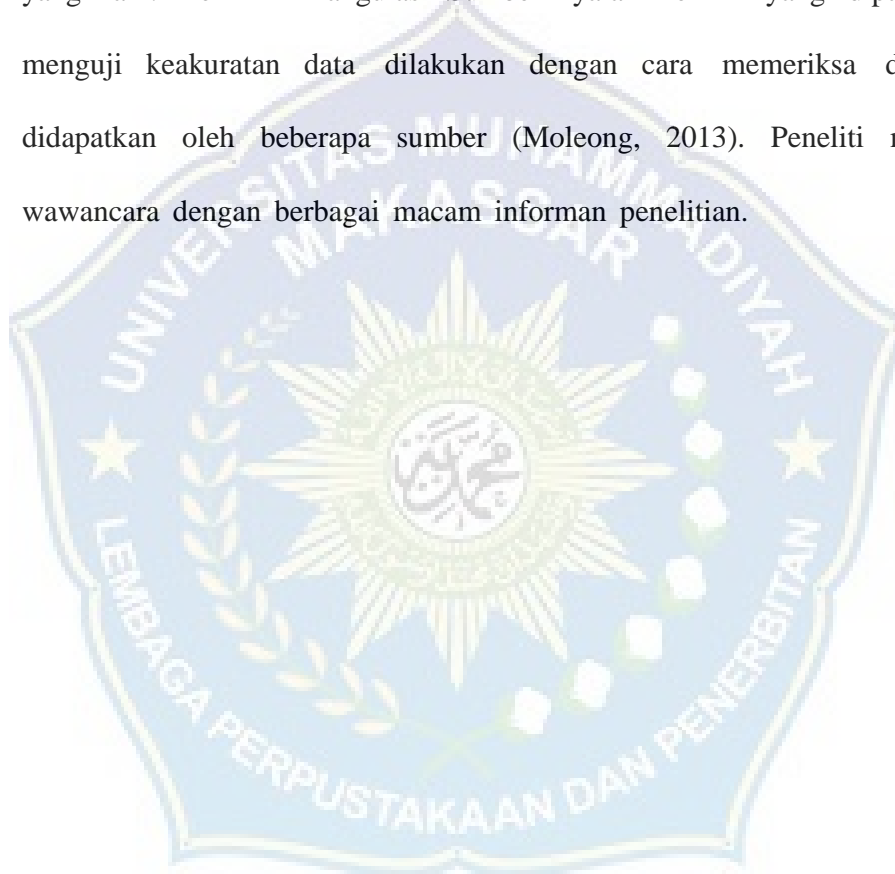 menguji keakuratan data dilakukan dengan cara memeriksa
didapatkan oleh beberapa sumber (Moleong, 2013). Peneliti
wawancara dengan berbagai macam informan penelitian.
UNIVERSITAS MUHAMMADIYAH
MAKASSAR
LEMBAGA PERPUSTAKAAN DAN PENERBITAN